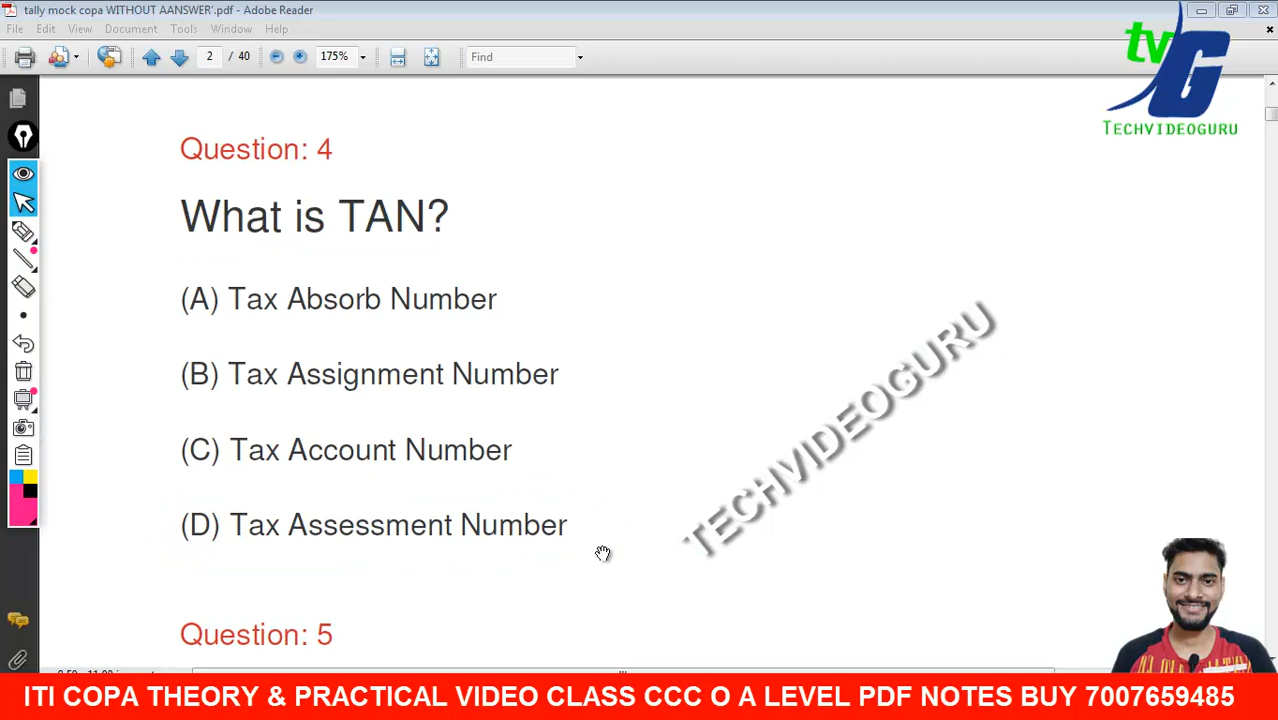 tally mock copa WITHOUT AANSWER'.pdf - Adobe Reader
File Edit View Document Tools Window Help
2 / 40 175% Find
tv G
TECHVIDEOGURU
Question: 4
What is TAN?
(A) Tax Absorb Number
(B) Tax Assignment Number
(C) Tax Account Number
(D) Tax Assessment Number
TECHVIDEOGURU
Question: 5
ITI COPA THEORY & PRACTICAL VIDEO CLASS CCC O A LEVEL PDF NOTES BUY 7007659485